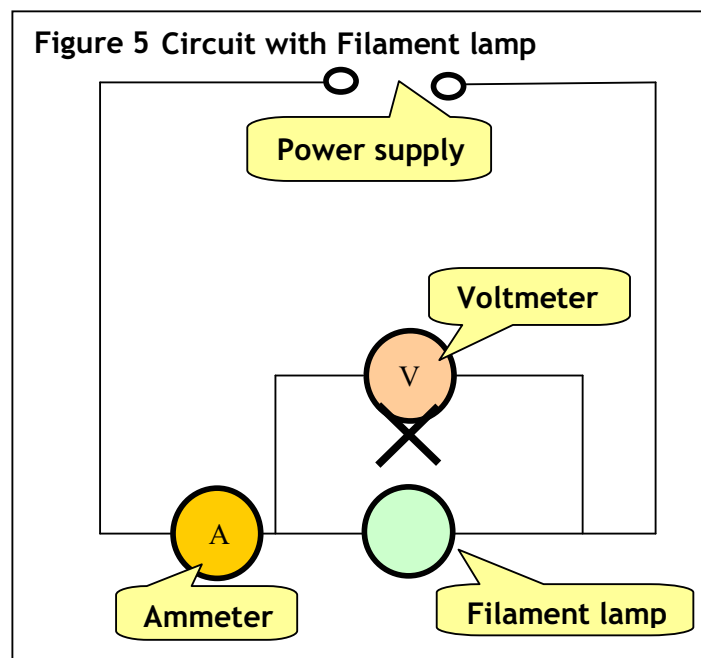 Figure 5 Circuit with Filament lamp
Power supply
Voltmeter
V
A
Ammeter
Filament lamp